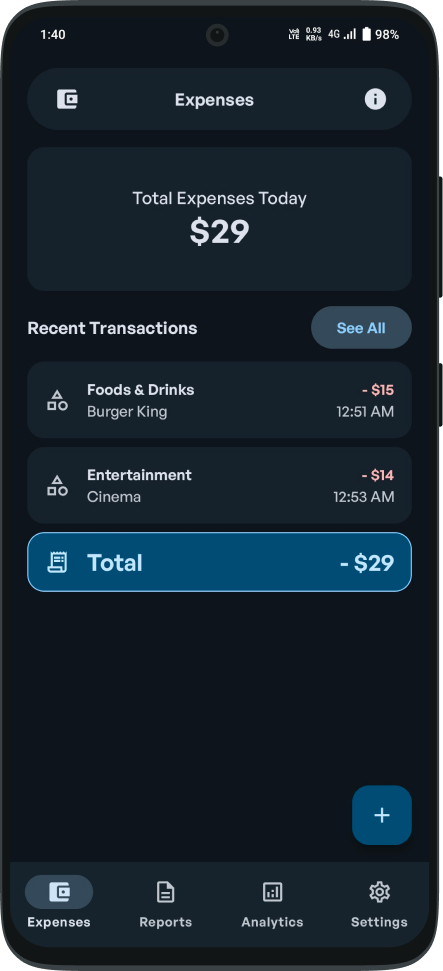 1:40
Vo) LTE 0.93 KB/s 4G 98%
Expenses
Total Expenses Today
$29
Recent Transactions See All
Foods & Drinks - $15
Burger King 12:51 AM
Entertainment - $14
Cinema 12:53 AM
Total - $29
+
Expenses Reports Analytics Settings